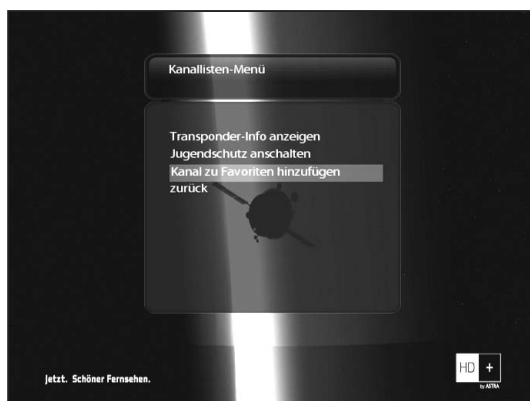 Kanallisten-Menü
Transponder-Info anzeigen
Jugendschutz anschalten
Kanal zu Favoriten hinzufügen
zurück
Jetzt. Schöner Fernsehen.
HD +
by ASTRA